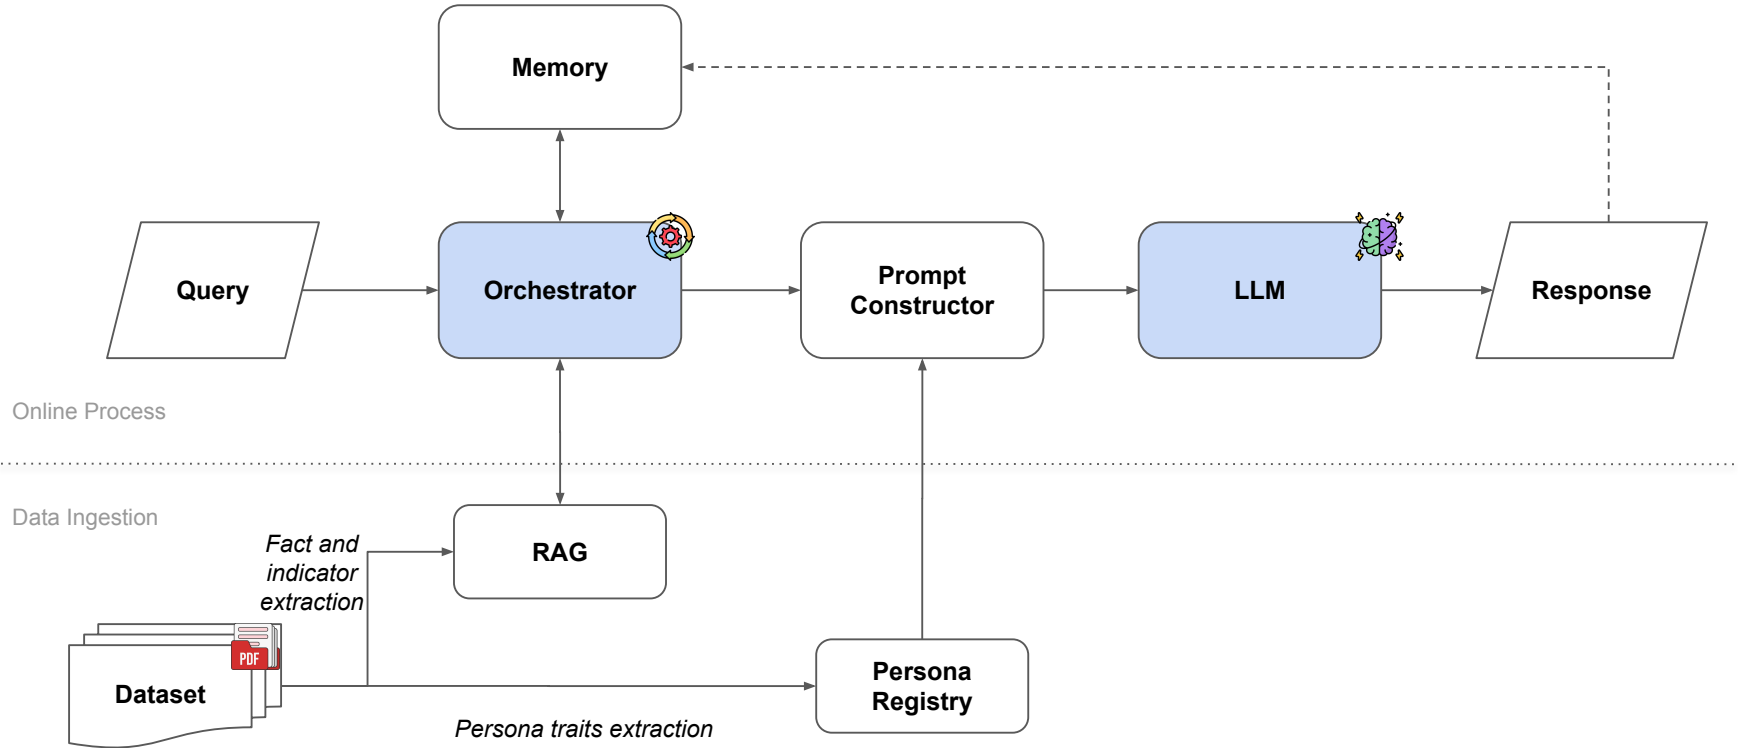 Memory
Query
Orchestrator
Prompt
Constructor
LLM
Response
Online Process
Data Ingestion
Fact and
indicator
extraction
RAG
PDF
Dataset
Persona
Registry
Persona traits extraction